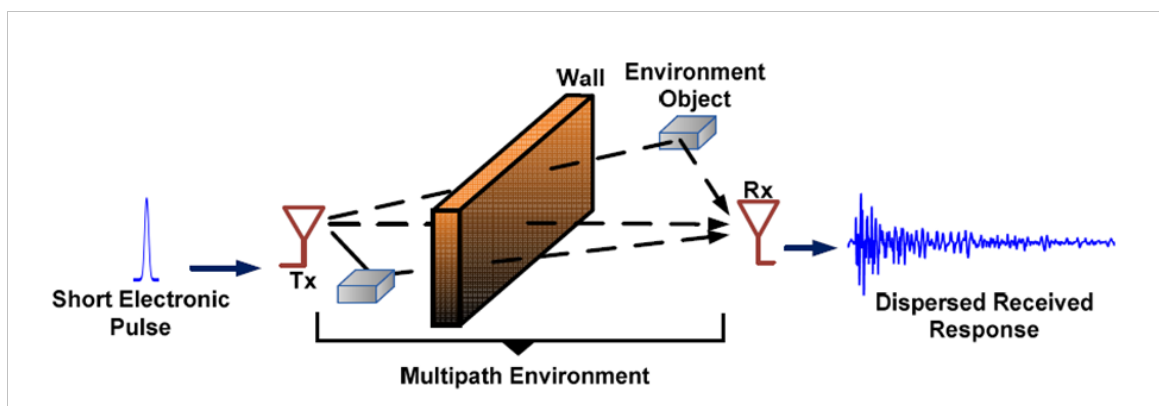 Wall
Environment
Object
Rx
Tx
Short Electronic
Pulse
Dispersed Received
Response
Multipath Environment